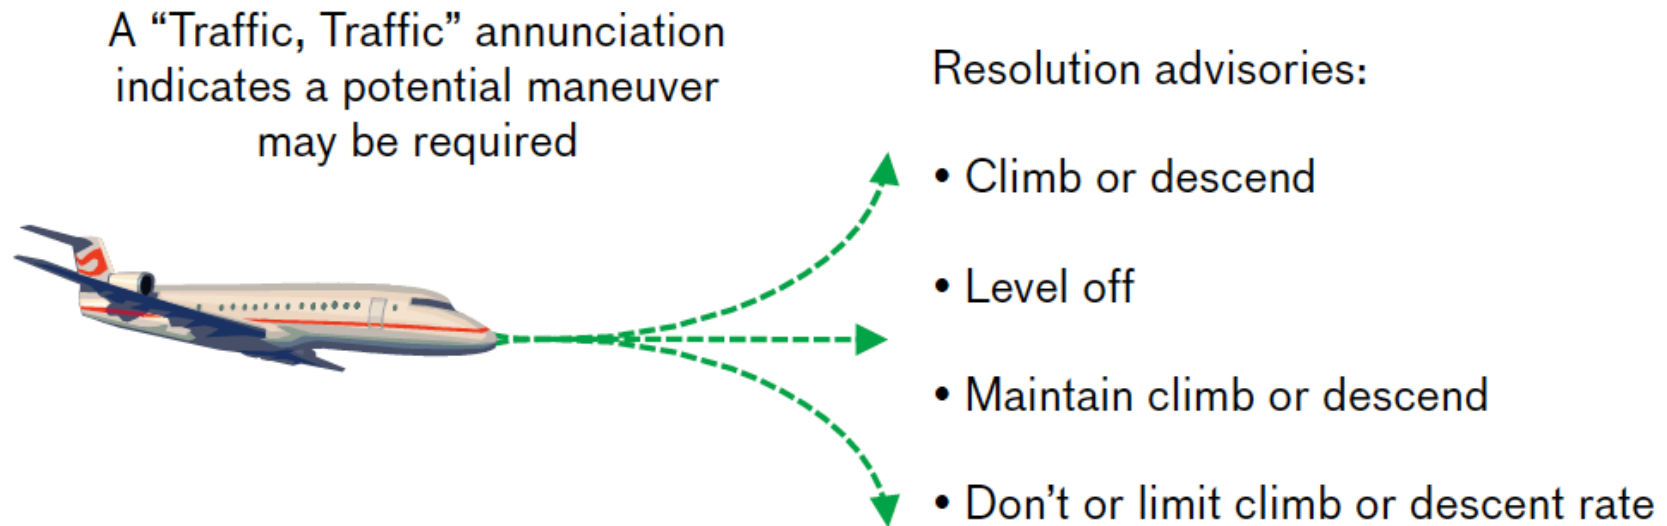 A “Traffic, Traffic” annunciation
indicates a potential maneuver
may be required
Resolution advisories:
• Climb or descend
• Level off
• Maintain climb or descend
• Don’t or limit climb or descent rate